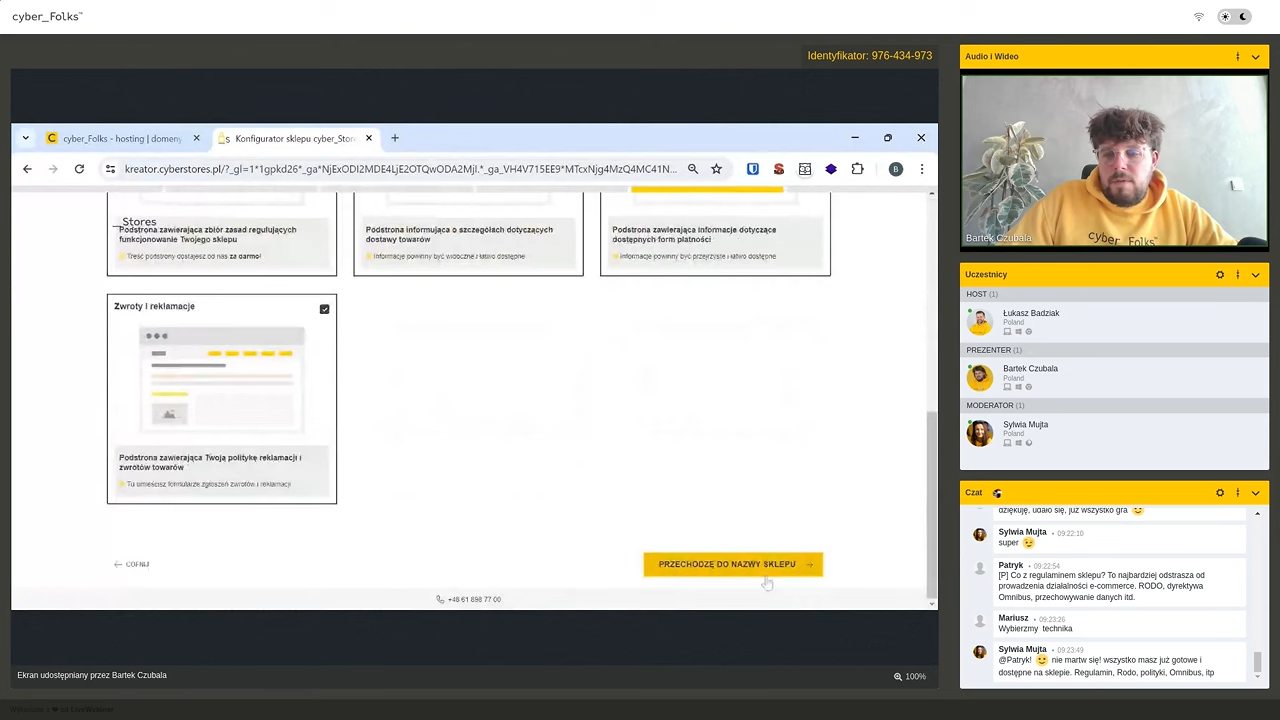 cyber_Folks™
Identyfikator: 976-434-973
cyber_Folks - hosting | domeny
Konfigurator sklepu cyber_Stor
kreator.cyberstores.pl/?_gl=1*1gpkd26*_ga*
_Stores
Podstrona zawierająca zbiór zasad regulujących
funkcjonowanie Twojego sklepu
Treść podstrony dostajesz od nas za darmo!
Podstrona informująca o szczegółach dotyczących
dostawy towarów
Informacje powinny być widoczne i łatwo dostępne
Podstrona zawierająca informacje dotyczące
dostępnych form płatności
Informacje powinny być przejrzyste i łatwo dostępne
Zwroty i reklamacje
Podstrona zawierająca Twoją politykę reklamacji i
zwrotów towarów
Tu umieścisz formularze zgłoszeń zwrotów i reklamacji
COFNIJ
PRZECHODZĘ DO NAZWY SKLEPU
+48 61 898 77 00
Ekran udostępniany przez Bartek Czubala
100%
Audio i Wideo
cyber_Folks™
Bartek Czubala
Uczestnicy
HOST (1)
Łukasz Badziak
Poland
PREZENTER (1)
Bartek Czubala
Poland
MODERATOR (1)
Sylwia Mujta
Poland
Czat
dziękuję, udało się, już wszystko gra
Sylwia Mujta • 09:22:10
super
Patryk • 09:22:54
[P] Co z regulaminem sklepu? To najbardziej odstrasza od
prowadzenia działalności e-commerce. RODO, dyrektywa
Omnibus, przechowywanie danych itd.
Mariusz • 09:23:26
Wybierzmy technika
Sylwia Mujta • 09:23:49
@Patryk! nie martw się! wszystko masz już gotowe i
dostępne na sklepie. Regulamin, Rodo, polityki, Omnibus, itp